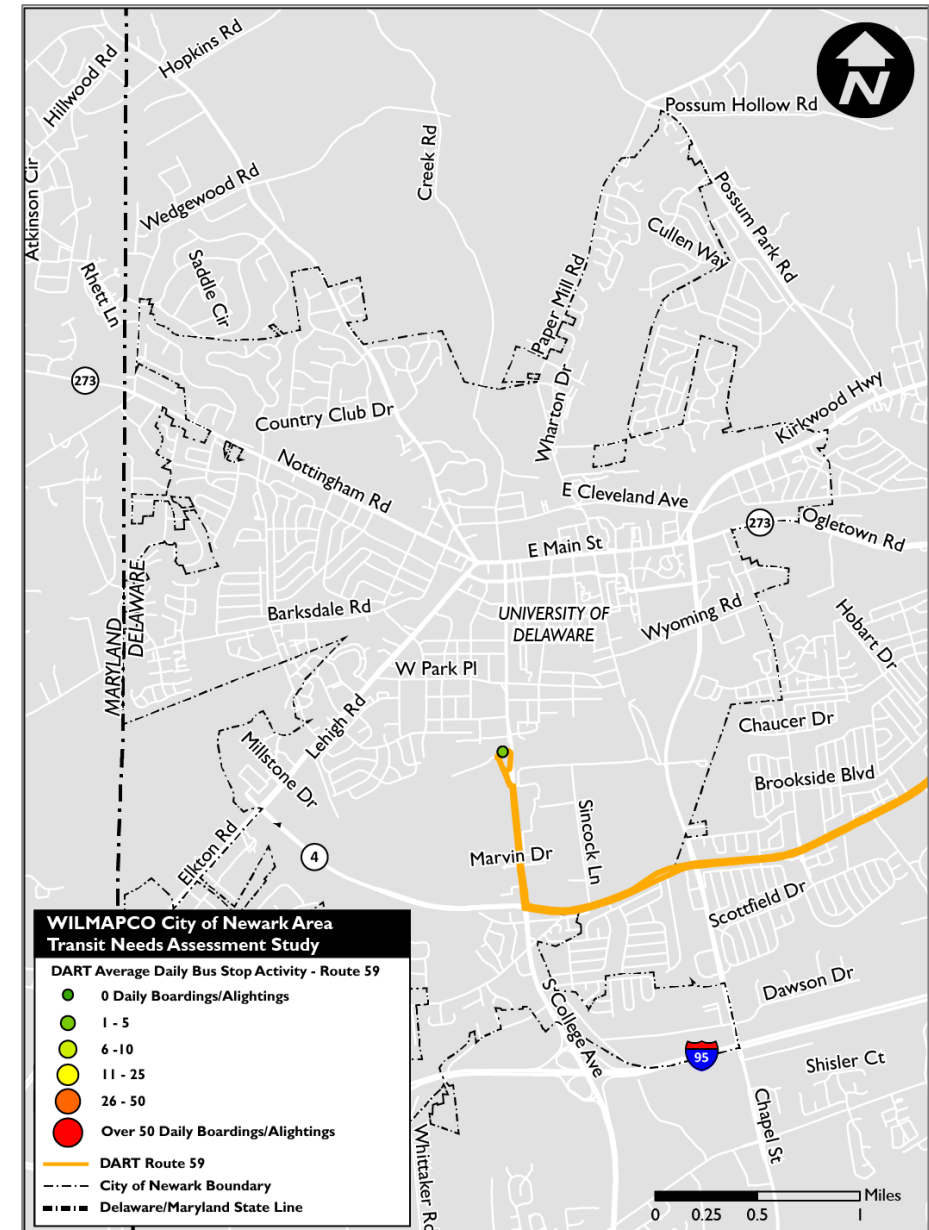 Hopkins Rd
Hillwood Rd
N
Possum Hollow Rd
Creek Rd
Atkinson Cir
Wedgewood Rd
Possum Park Rd
Cullen Way
Saddle Cir
Rhett Ln
Paper Mill Rd
273
Wharton Dr
Kirkwood Hwy
Country Club Dr
Nottingham Rd
E Cleveland Ave
273
Ogletown Rd
E Main St
MARYLAND
DELAWARE
Barksdale Rd
UNIVERSITY OF
DELAWARE
Wyoming Rd
Hobart Dr
W Park Pl
Lehigh Rd
Chaucer Dr
Millstone Dr
Brookside Blvd
Sincock Ln
Elkton Rd
4
Marvin Dr
Scottfield Dr
WILMAPCO City of Newark Area
Transit Needs Assessment Study
DART Average Daily Bus Stop Activity - Route 59
0 Daily Boardings/Alightings
1 - 5
6 -10
11 - 25
26 - 50
Over 50 Daily Boardings/Alightings
DART Route 59
City of Newark Boundary
Delaware/Maryland State Line
Dawson Dr
S College Ave
95
Shisler Ct
Chapel St
Whittaker Rd
Miles
0 0.25 0.5 1